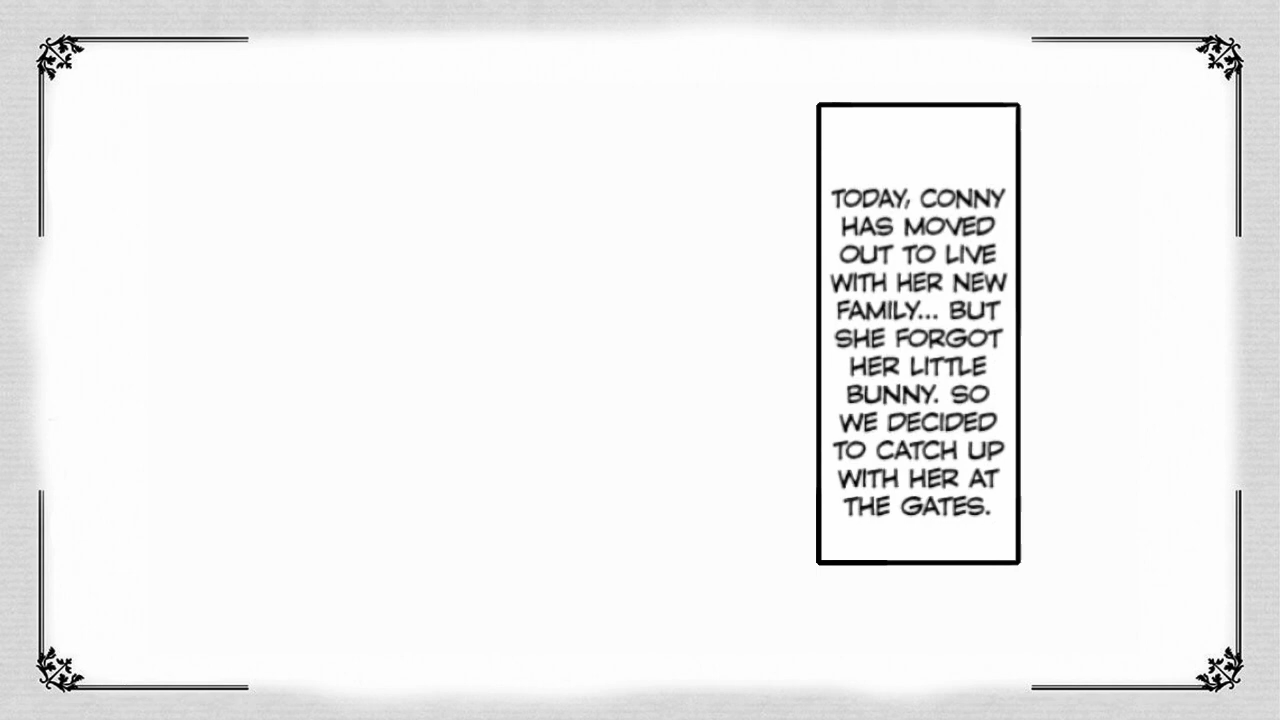 TODAY, CONNY
HAS MOVED
OUT TO LIVE
WITH HER NEW
FAMILY... BUT
SHE FORGOT
HER LITTLE
BUNNY. SO
WE DECIDED
TO CATCH UP
WITH HER AT
THE GATES.